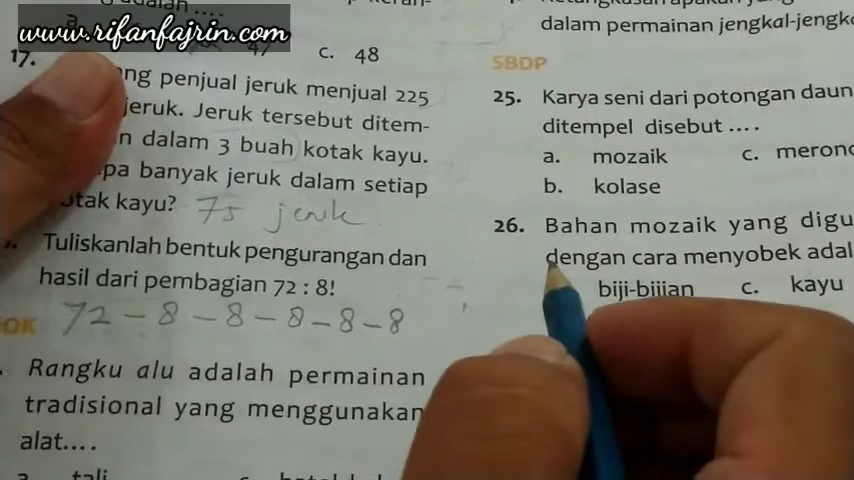 www.rifanfajrin.com
a.
47
c. 48
17.
ng penjual jeruk menjual 225
jeruk. Jeruk tersebut ditem-
n dalam 3 buah kotak kayu.
pa banyak jeruk dalam setiap
otak kayu? 75 jeruk
Tuliskanlah bentuk pengurangan dan
hasil dari pembagian 72 : 8!
72 - 8 - 8 - 8 - 8 - 8
OK
Rangku alu adalah permainan
tradisional yang menggunakan
alat....
a tali
dalam permainan jengkal-jengka
SBDP
25. Karya seni dari potongan daun
ditempel disebut ....
a. mozaik c. meron
b. kolase
26. Bahan mozaik yang digu
dengan cara menyobek adal
biji-bijian c. kayu